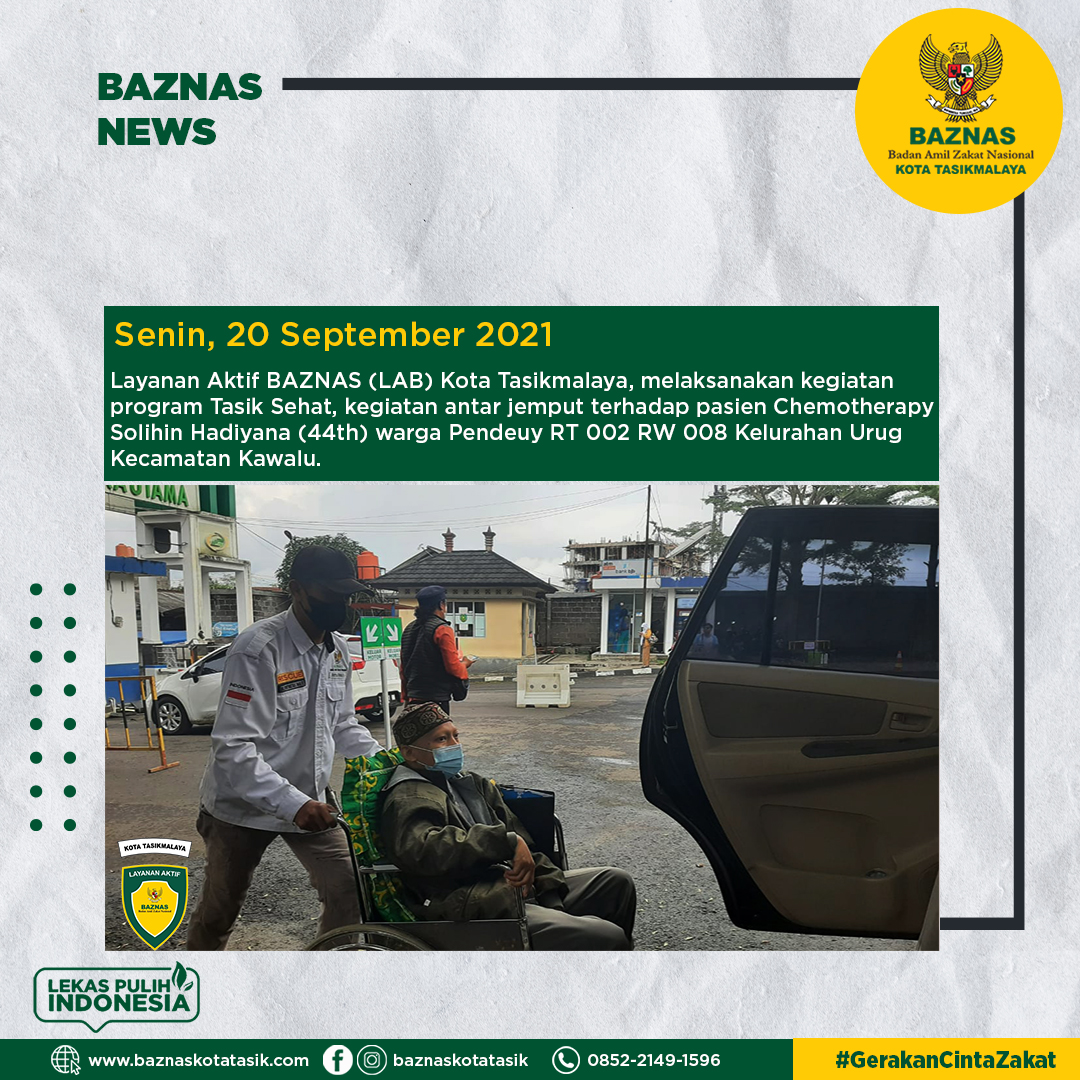 BAZNAS
NEWS
BAZNAS
Badan Amil Zakat Nasional
KOTA TASIKMALAYA
Senin, 20 September 2021
Layanan Aktif BAZNAS (LAB) Kota Tasikmalaya, melaksanakan kegiatan
program Tasik Sehat, kegiatan antar jemput terhadap pasien Chemotherapy
Solihin Hadiyana (44th) warga Pendeuy RT 002 RW 008 Kelurahan Urug
Kecamatan Kawalu.
UTAMA
INDONESIA
KOTA TASIKMALAYA
LAYANAN AKTIF
BAZNAS
LEKAS PULIH
INDONESIA
www.baznaskotatasik.com
baznaskotatasik
0852-2149-1596
#GerakanCintaZakat